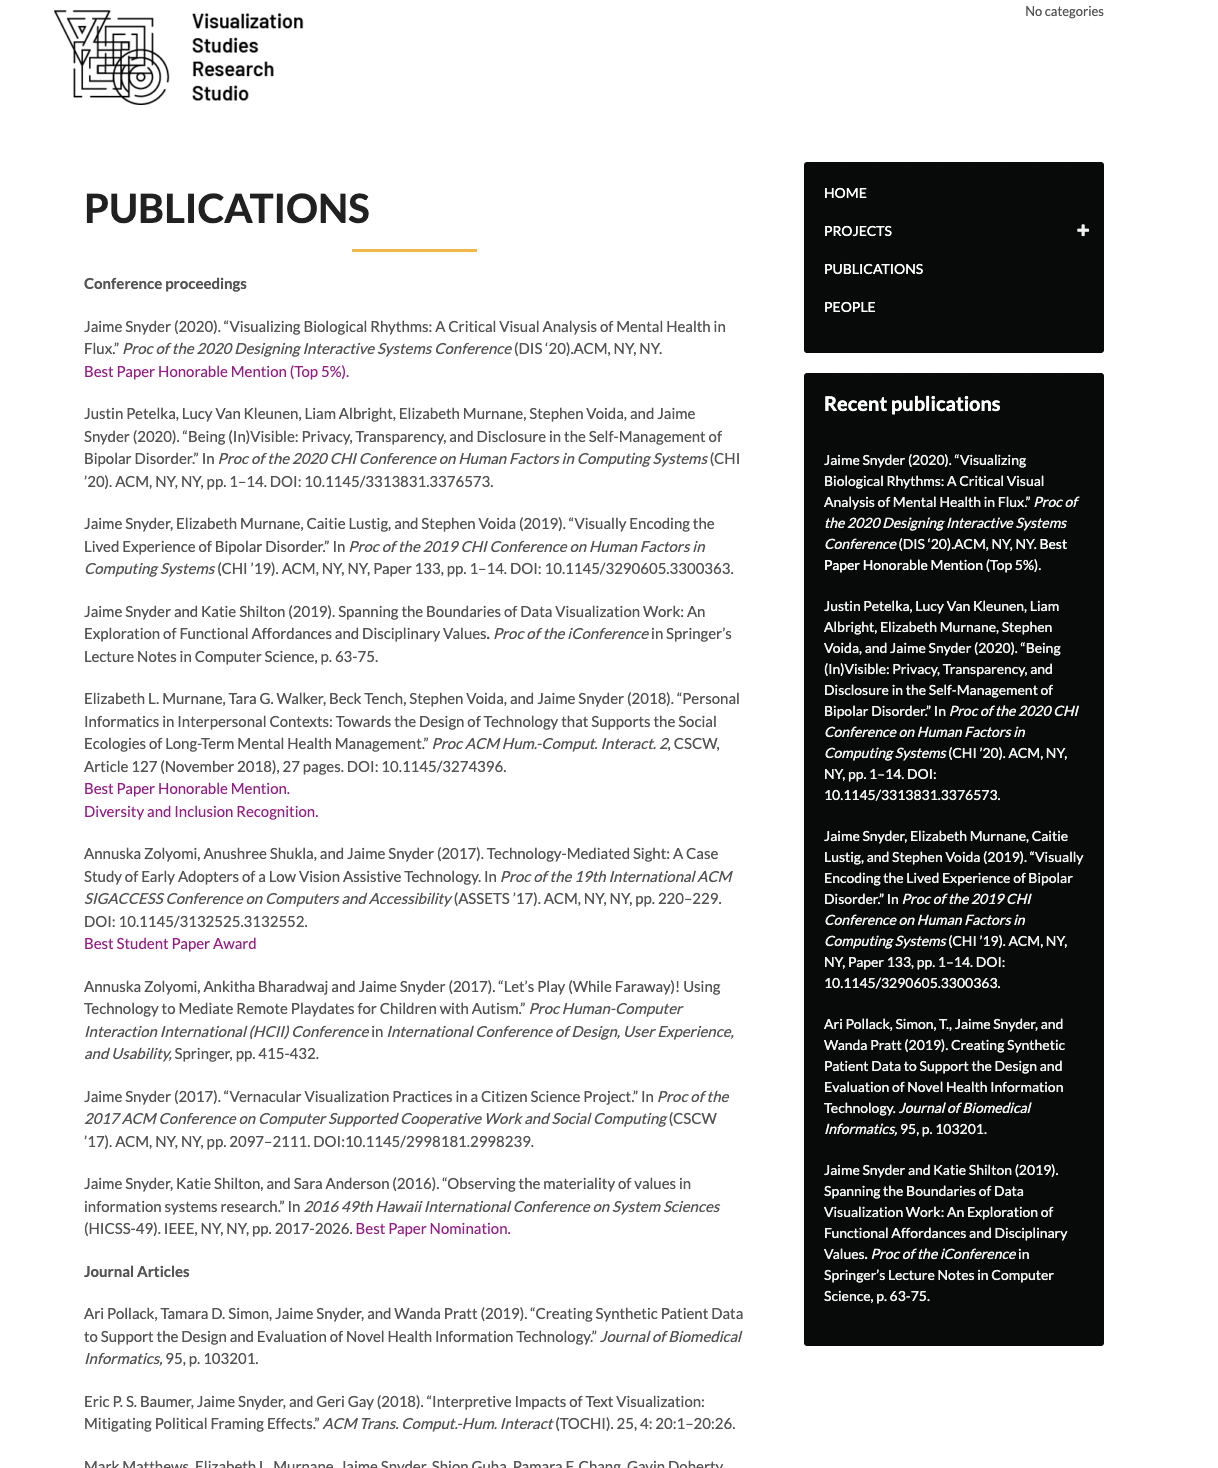 Visualization
Studies
Research
Studio
No categories
PUBLICATIONS
Conference proceedings
Jaime Snyder (2020). “Visualizing Biological Rhythms: A Critical Visual Analysis of Mental Health in
Flux.” Proc of the 2020 Designing Interactive Systems Conference (DIS ‘20).ACM, NY, NY.
Best Paper Honorable Mention (Top 5%).
Justin Petelka, Lucy Van Kleunen, Liam Albright, Elizabeth Murnane, Stephen Voida, and Jaime
Snyder (2020). “Being (In)Visible: Privacy, Transparency, and Disclosure in the Self-Management of
Bipolar Disorder.” In Proc of the 2020 CHI Conference on Human Factors in Computing Systems (CHI
’20). ACM, NY, NY, pp. 1–14. DOI: 10.1145/3313831.3376573.
Jaime Snyder, Elizabeth Murnane, Caitie Lustig, and Stephen Voida (2019). “Visually Encoding the
Lived Experience of Bipolar Disorder.” In Proc of the 2019 CHI Conference on Human Factors in
Computing Systems (CHI ’19). ACM, NY, NY, Paper 133, pp. 1–14. DOI: 10.1145/3290605.3300363.
Jaime Snyder and Katie Shilton (2019). Spanning the Boundaries of Data Visualization Work: An
Exploration of Functional Affordances and Disciplinary Values. Proc of the iConference in Springer’s
Lecture Notes in Computer Science, p. 63-75.
Elizabeth L. Murnane, Tara G. Walker, Beck Tench, Stephen Voida, and Jaime Snyder (2018). “Personal
Informatics in Interpersonal Contexts: Towards the Design of Technology that Supports the Social
Ecologies of Long-Term Mental Health Management.” Proc ACM Hum.-Comput. Interact. 2, CSCW,
Article 127 (November 2018), 27 pages. DOI: 10.1145/3274396.
Best Paper Honorable Mention.
Diversity and Inclusion Recognition.
Annuska Zolyomi, Anushree Shukla, and Jaime Snyder (2017). Technology-Mediated Sight: A Case
Study of Early Adopters of a Low Vision Assistive Technology. In Proc of the 19th International ACM
SIGACCESS Conference on Computers and Accessibility (ASSETS ’17). ACM, NY, NY, pp. 220–229.
DOI: 10.1145/3132525.3132552.
Best Student Paper Award
Annuska Zolyomi, Ankitha Bharadwaj and Jaime Snyder (2017). “Let’s Play (While Faraway)! Using
Technology to Mediate Remote Playdates for Children with Autism.” Proc Human-Computer
Interaction International (HCII) Conference in International Conference of Design, User Experience,
and Usability, Springer, pp. 415-432.
Jaime Snyder (2017). “Vernacular Visualization Practices in a Citizen Science Project.” In Proc of the
2017 ACM Conference on Computer Supported Cooperative Work and Social Computing (CSCW
’17). ACM, NY, NY, pp. 2097–2111. DOI:10.1145/2998181.2998239.
Jaime Snyder, Katie Shilton, and Sara Anderson (2016). “Observing the materiality of values in
information systems research.” In 2016 49th Hawaii International Conference on System Sciences
(HICSS-49). IEEE, NY, NY, pp. 2017-2026. Best Paper Nomination.
Journal Articles
Ari Pollack, Tamara D. Simon, Jaime Snyder, and Wanda Pratt (2019). “Creating Synthetic Patient Data
to Support the Design and Evaluation of Novel Health Information Technology.” Journal of Biomedical
Informatics, 95, p. 103201.
Eric P. S. Baumer, Jaime Snyder, and Geri Gay (2018). “Interpretive Impacts of Text Visualization:
Mitigating Political Framing Effects.” ACM Trans. Comput.-Hum. Interact (TOCHI). 25, 4: 20:1–20:26.
Mark Matthews, Elizabeth L. Murnane, Jaime Snyder, Shion Guha, Pamara F. Chang, Gavin Doherty,
HOME
PROJECTS
PUBLICATIONS
PEOPLE
Recent publications
Jaime Snyder (2020). “Visualizing
Biological Rhythms: A Critical Visual
Analysis of Mental Health in Flux.” Proc of
the 2020 Designing Interactive Systems
Conference (DIS ‘20).ACM, NY, NY. Best
Paper Honorable Mention (Top 5%).
Justin Petelka, Lucy Van Kleunen, Liam
Albright, Elizabeth Murnane, Stephen
Voida, and Jaime Snyder (2020). “Being
(In)Visible: Privacy, Transparency, and
Disclosure in the Self-Management of
Bipolar Disorder.” In Proc of the 2020 CHI
Conference on Human Factors in
Computing Systems (CHI ’20). ACM, NY,
NY, pp. 1–14. DOI:
10.1145/3313831.3376573.
Jaime Snyder, Elizabeth Murnane, Caitie
Lustig, and Stephen Voida (2019). “Visually
Encoding the Lived Experience of Bipolar
Disorder.” In Proc of the 2019 CHI
Conference on Human Factors in
Computing Systems (CHI ’19). ACM, NY,
NY, Paper 133, pp. 1–14. DOI:
10.1145/3290605.3300363.
Ari Pollack, Simon, T., Jaime Snyder, and
Wanda Pratt (2019). Creating Synthetic
Patient Data to Support the Design and
Evaluation of Novel Health Information
Technology. Journal of Biomedical
Informatics, 95, p. 103201.
Jaime Snyder and Katie Shilton (2019).
Spanning the Boundaries of Data
Visualization Work: An Exploration of
Functional Affordances and Disciplinary
Values. Proc of the iConference in
Springer’s Lecture Notes in Computer
Science, p. 63-75.